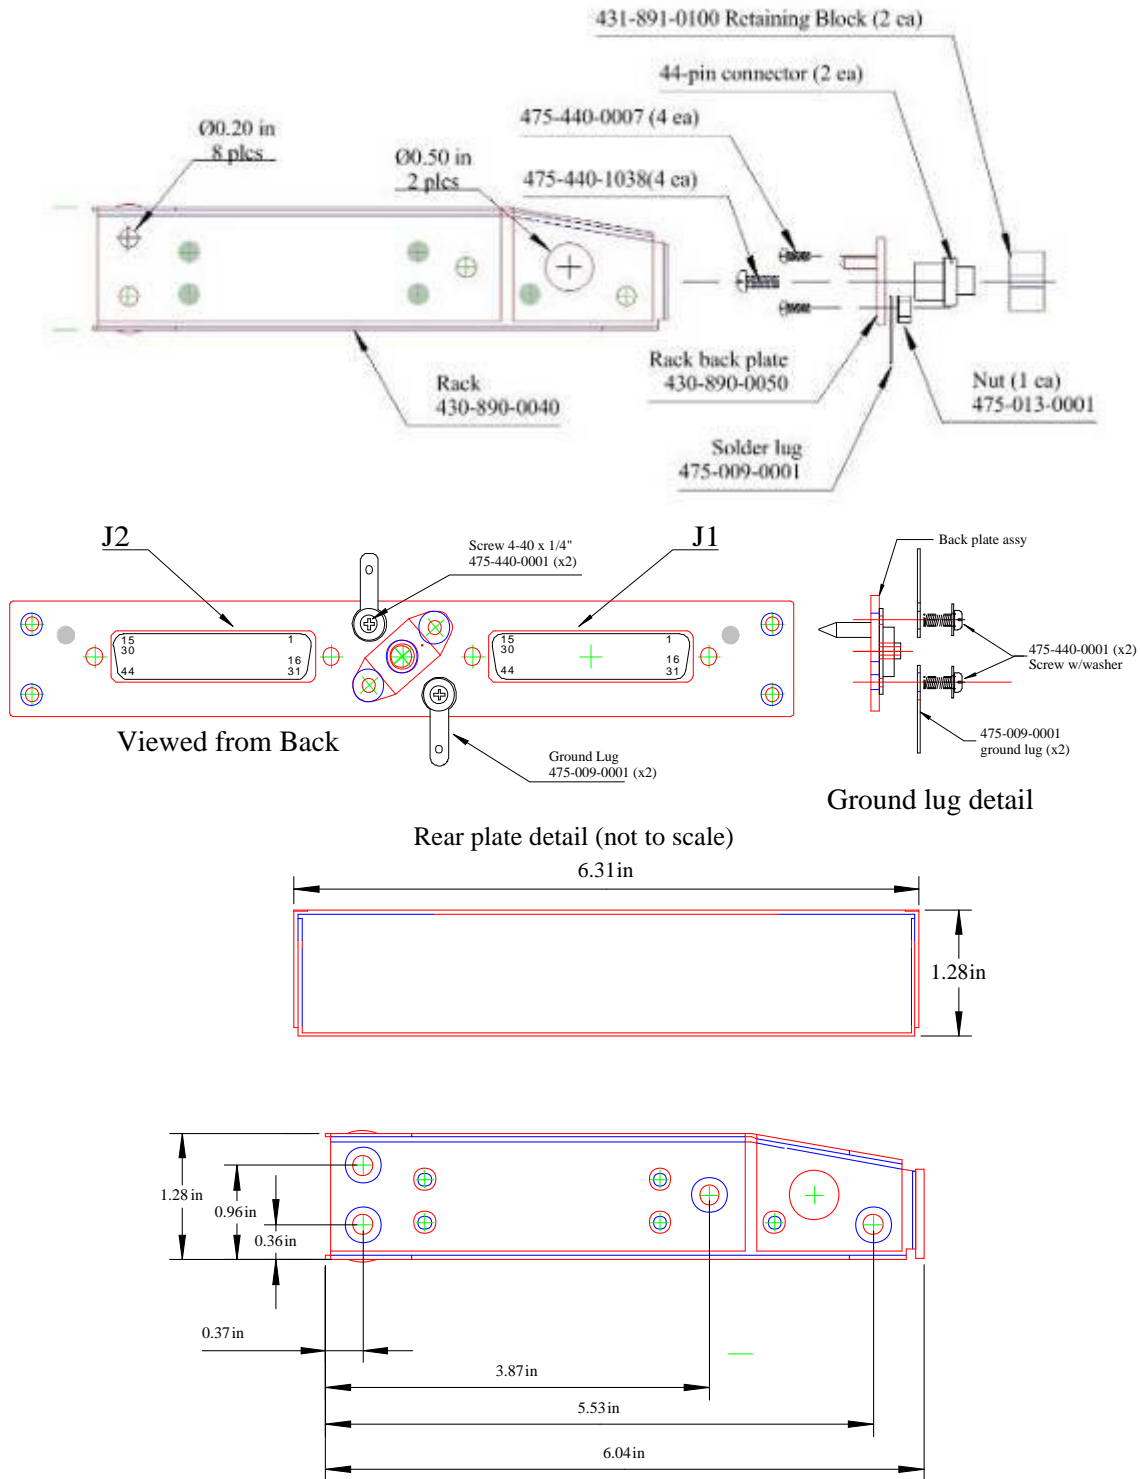 431-891-0100 Retaining Block (2 ea)
44-pin connector (2 ea)
475-440-0007 (4 ea)
Ø0.20 in
8 plcs
Ø0.50 in
2 plcs
475-440-1038(4 ea)
Rack
430-890-0040
Rack back plate
430-890-0050
Nut (1 ca)
475-013-0001
Solder lug
475-009-0001
J2
Screw 4-40 x 1/4"
475-440-0001 (x2)
J1
Back plate assy
15 1
30
16
44 31
15 1
30
16
44 31
475-440-0001 (x2)
Screw w/washer
Viewed from Back
Ground Lug
475-009-0001 (x2)
475-009-0001
ground lug (x2)
Ground lug detail
Rear plate detail (not to scale)
6.31in
1.28in
1.28in
0.96in
0.36in
0.37in
3.87in
5.53in
6.04in